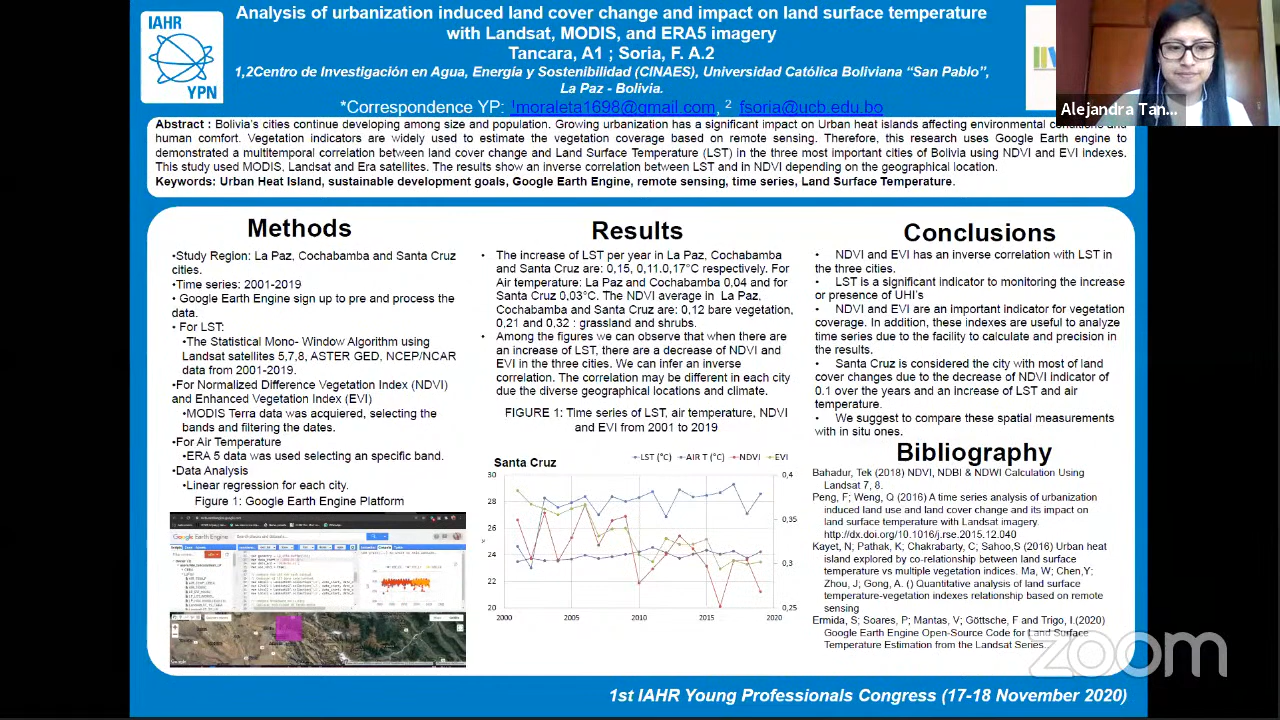 IAHR
YPN
Analysis of urbanization induced land cover change and impact on land surface temperature
with Landsat, MODIS, and ERA5 imagery
Tancara, A1 ; Soria, F. A.2
1,2Centro de Investigación en Agua, Energía y Sostenibilidad (CINAES), Universidad Católica Boliviana “San Pablo”,
La Paz - Bolivia.
*Correspondence YP: ¹moraleta1698@gmail.com, ² fsoria@ucb.edu.bo
Alejandra Tan...
Abstract : Bolivia's cities continue developing among size and population. Growing urbanization has a significant impact on Urban heat islands affecting environmental conditions and
human comfort. Vegetation indicators are widely used to estimate the vegetation coverage based on remote sensing. Therefore, this research uses Google Earth engine to
demonstrated a multitemporal correlation between land cover change and Land Surface Temperature (LST) in the three most important cities of Bolivia using NDVI and EVI indexes.
This study used MODIS, Landsat and Era satellites. The results show an inverse correlation between LST and in NDVI depending on the geographical location.
Keywords: Urban Heat Island, sustainable development goals, Google Earth Engine, remote sensing, time series, Land Surface Temperature.
Methods
•Study Region: La Paz, Cochabamba and Santa Cruz
cities.
•Time series: 2001-2019
• Google Earth Engine sign up to pre and process the
data.
• For LST:
•The Statistical Mono- Window Algorithm using
Landsat satellites 5,7,8, ASTER GED, NCEP/NCAR
data from 2001-2019.
•For Normalized Difference Vegetation Index (NDVI)
and Enhanced Vegetation Index (EVI)
•MODIS Terra data was acquired, selecting the
bands and filtering the dates.
•For Air Temperature
•ERA 5 data was used selecting an specific band.
•Data Analysis
•Linear regression for each city.
Figure 1: Google Earth Engine Platform
Google Earth Engine
Results
• The increase of LST per year in La Paz, Cochabamba
and Santa Cruz are: 0,15, 0,11.0,17°C respectively. For
Air temperature: La Paz and Cochabamba 0,04 and for
Santa Cruz 0,03°C. The NDVI average in La Paz,
Cochabamba and Santa Cruz are: 0,12 bare vegetation,
0,21 and 0,32 : grassland and shrubs.
• Among the figures we can observe that when there are
an increase of LST, there are a decrease of NDVI and
EVI in the three cities. We can infer an inverse
correlation. The correlation may be different in each city
due the diverse geographical locations and climate.
FIGURE 1: Time series of LST, air temperature, NDVI
and EVI from 2001 to 2019
Santa Cruz
LST (°C) AIR T (°C) NDVI EVI
30 0,4
28
0,35
26
24 0,3
22
20 0,25
2000 2005 2010 2015 2020
Conclusions
• NDVI and EVI has an inverse correlation with LST in
the three cities.
• LST is a significant indicator to monitoring the increase
or presence of UHI's
• NDVI and EVI are an important indicator for vegetation
coverage. In addition, these indexes are useful to analyze
time series due to the facility to calculate and precision in
the results.
• Santa Cruz is considered the city with most of land
cover changes due to the decrease of NDVI indicator of
0.1 over the years and an increase of LST and air
temperature.
• We suggest to compare these spatial measurements
with in situ ones.
Bibliography
Bahadur, Tek (2018) NDVI, NDBI & NDWI Calculation Using
Landsat 7, 8.
Peng, F; Weng, Q (2016) A time series analysis of urbanization
induced land use and land cover change and its impact on
land surface temperature with Landsat imagery.
http://dx.doi.org/10.1016/j.rse.2015.12.040
Kayet, N; Pathak, K; Chakrabarty, C; Sahoo,S (2016) Urban heat
island explored by co-relationship between land surface
temperature vs multiple vegetation indices. Ma, W; Chen,Y;
Zhou, J; Gong, A. () Quantitative analysis of land surface
temperature-vegetation indexes relationship based on remote
sensing
Ermida, S; Soares, P; Mantas, V; Göttsche, F and Trigo, I.(2020)
Google Earth Engine Open-Source Code for Land Surface
Temperature Estimation from the Landsat Series.
zoom
1st IAHR Young Professionals Congress (17-18 November 2020)